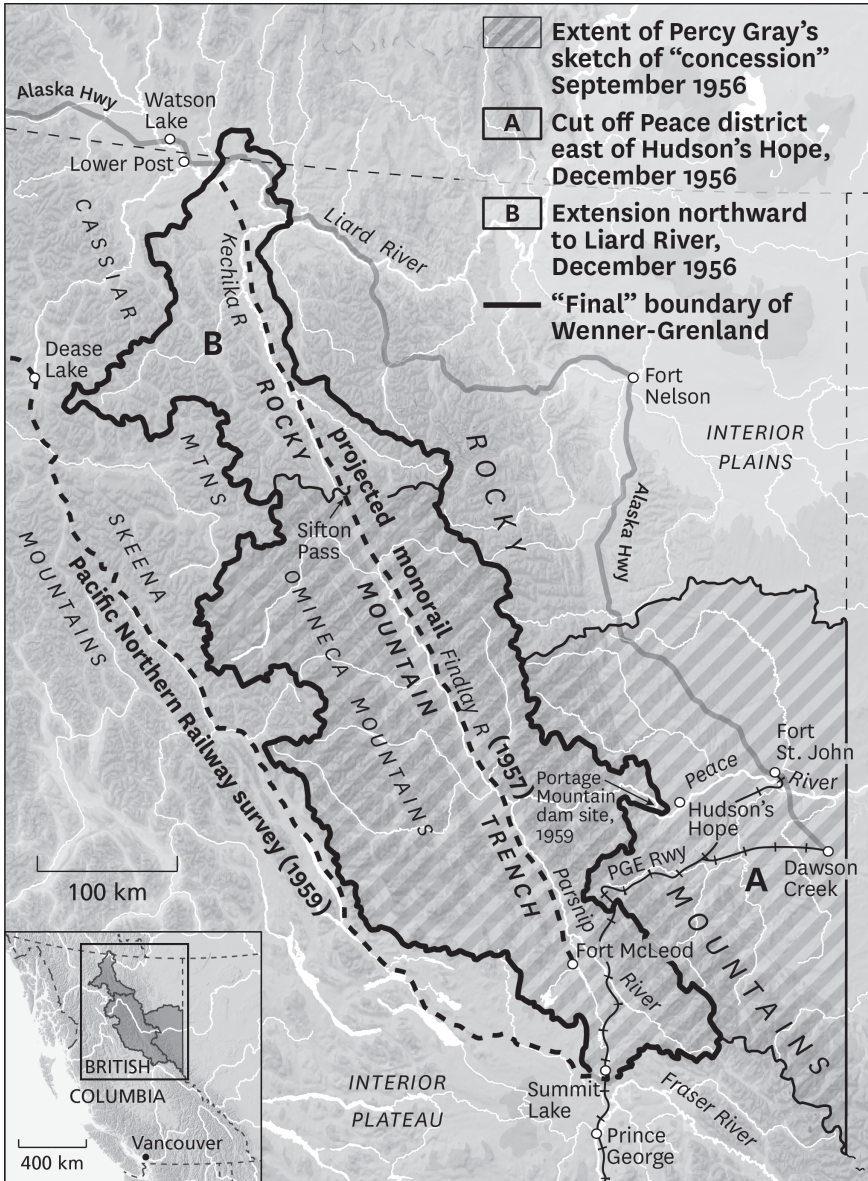 Extent of Percy Gray's
sketch of "concession"
September 1956
A
Cut off Peace district
east of Hudson's Hope,
December 1956
B
Extension northward
to Liard River,
December 1956
"Final" boundary of
Wenner-Grenland
Alaska Hwy
Watson
Lake
Lower Post
CASSIAR
Kechika R
Liard River
B
Dease
Lake
Fort
Nelson
ROCKY
ROCKY
INTERIOR
PLAINS
MTNS
projected monorail (1957)
Alaska Hwy
Sifton
Pass
SKEENA
MOUNTAINS
OMINECA MOUNTAINS
MOUNTAIN
Findlay R
Pacific Northern Railway survey (1959)
TRENCH
Fort
St. John
Peace River
Portage
Mountain
dam site,
1959
Hudson's
Hope
PGE Rwy
A
Dawson
Creek
100 km
Parsnip River
MOUNTAINS
Fort McLeod
BRITISH
COLUMBIA
Vancouver
400 km
INTERIOR
PLATEAU
Summit
Lake
Fraser River
Prince
George